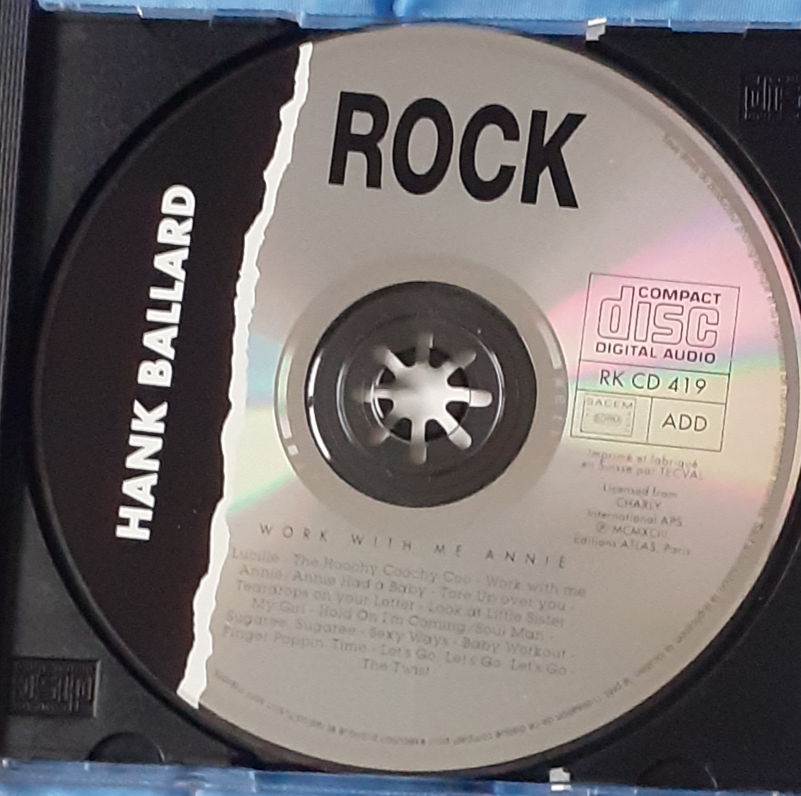 ROCK
HANK BALLARD
COMPACT
disc
DIGITAL AUDIO
RK CD 419
SACEM
ADD
Imprimé et fabriqué
en Suisse par TECVAL
Licensed from
CHARLY
International APS
℗ MCMXCIII
Editions ATLAS, Paris
WORK WITH ME ANNIE
Lucille · The Hoochy Coochy Coo · Work with me
Annie/Annie Had a Baby · Tore Up over you ·
Teardrops on your Letter · Look at Little Sister
My Girl · Hold On I'm Coming/Soul Man ·
Sugaree, Sugaree · Sexy Ways · Baby Workout ·
Finger Poppin' Time · Let's Go, Let's Go, Let's Go ·
The Twist